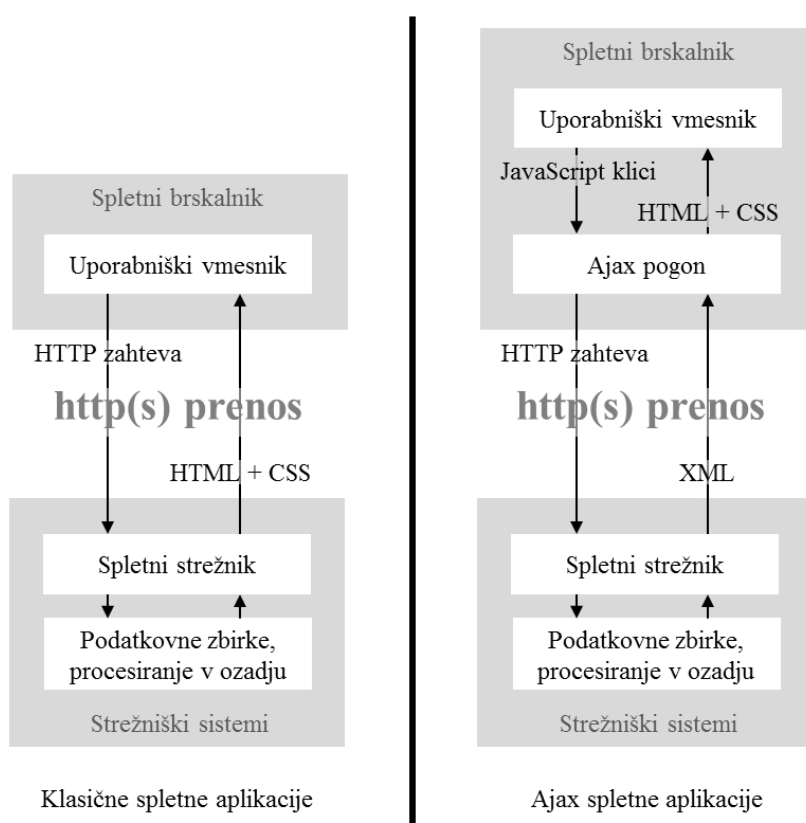 Spletni brskalnik
Uporabniški vmesnik
HTTP zahteva
http(s) prenos
HTML + CSS
Spletni strežnik
Podatkovne zbirke,
procesiranje v ozadju
Strežniški sistemi
Klasične spletne aplikacije
Spletni brskalnik
Uporabniški vmesnik
JavaScript klici
HTML + CSS
Ajax pogon
HTTP zahteva
http(s) prenos
XML
Spletni strežnik
Podatkovne zbirke,
procesiranje v ozadju
Strežniški sistemi
Ajax spletne aplikacije